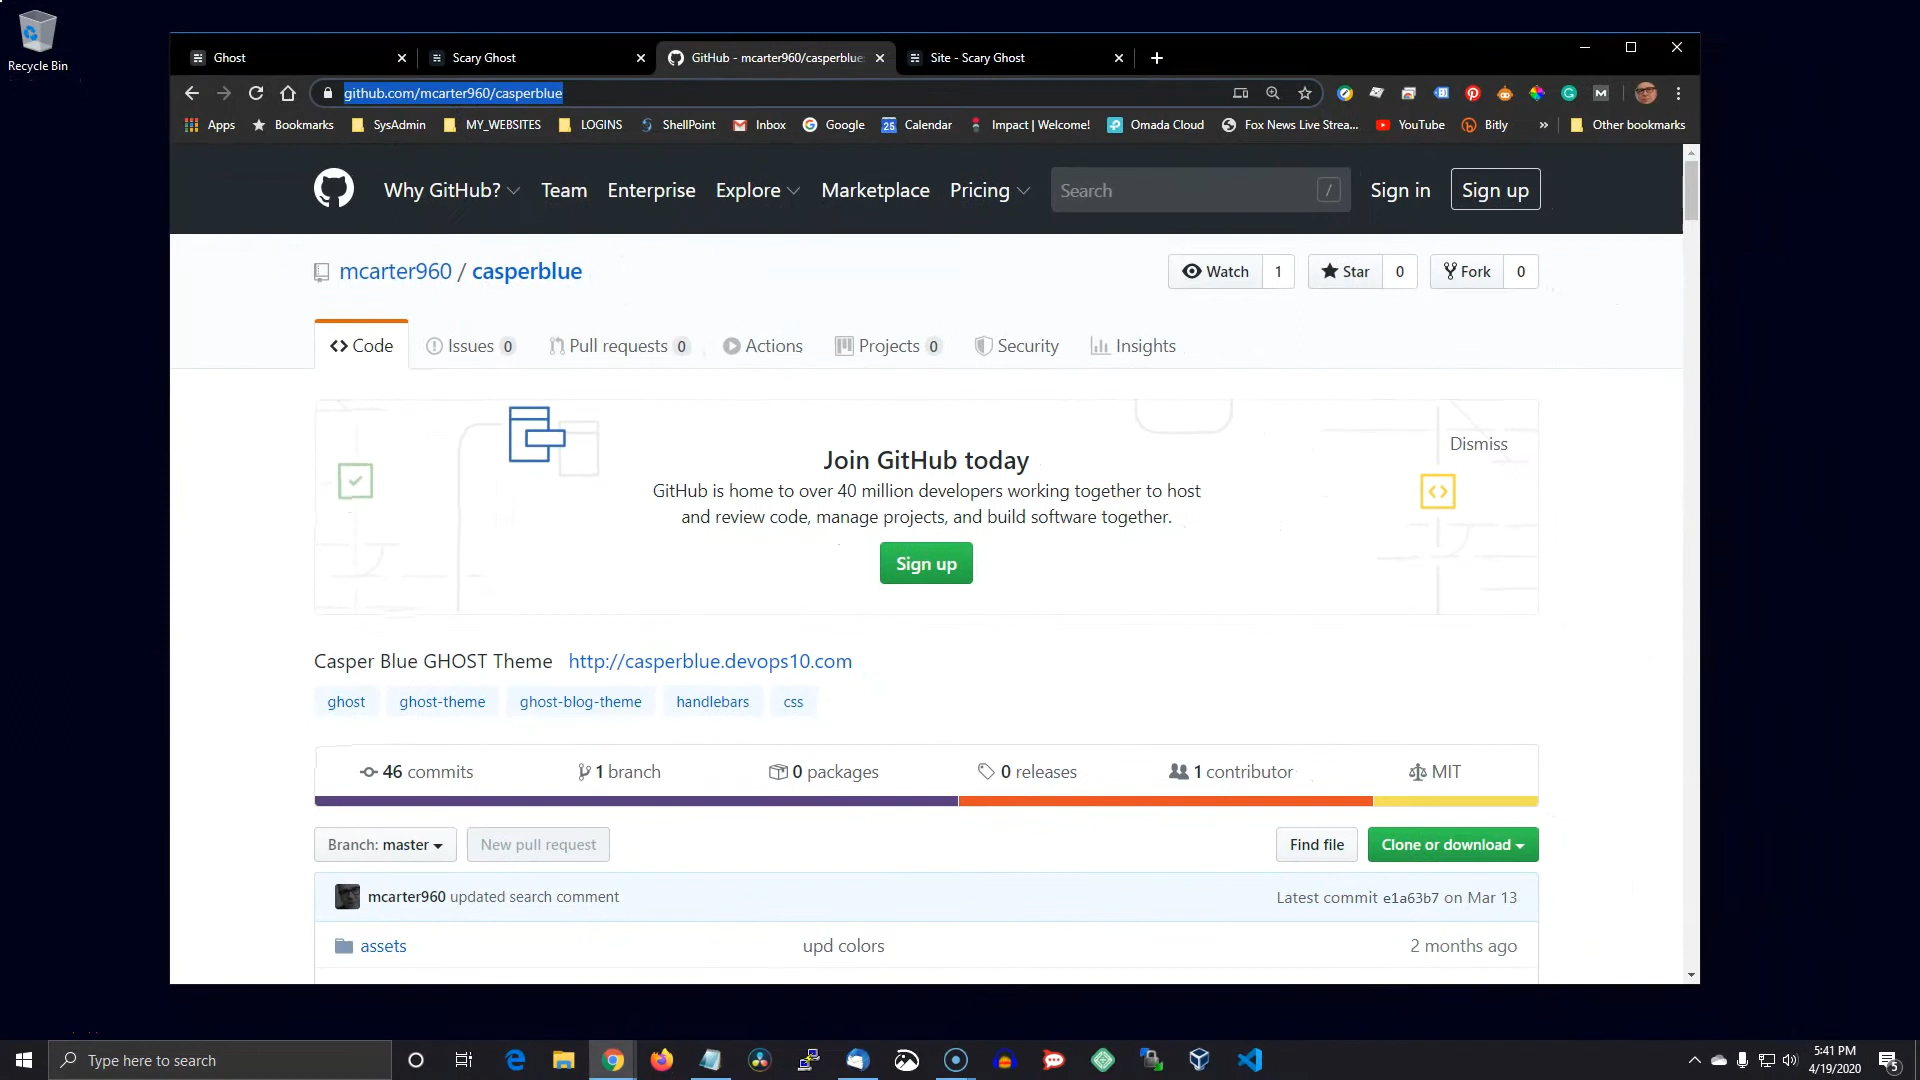 Recycle Bin
Ghost
Scary Ghost
GitHub - mcarter960/casperblue:
Site - Scary Ghost
github.com/mcarter960/casperblue
Apps
Bookmarks
SysAdmin
MY_WEBSITES
LOGINS
ShellPoint
Inbox
Google
25
Calendar
Impact | Welcome!
Omada Cloud
Fox News Live Strea...
YouTube
Bitly
»
Other bookmarks
Why GitHub?
Team
Enterprise
Explore
Marketplace
Pricing
Search
/
Sign in
Sign up
mcarter960 / casperblue
Watch 1
Star 0
Fork 0
Code
Issues 0
Pull requests 0
Actions
Projects 0
Security
Insights
Join GitHub today
Dismiss
GitHub is home to over 40 million developers working together to host
and review code, manage projects, and build software together.
Sign up
Casper Blue GHOST Theme http://casperblue.devops10.com
ghost
ghost-theme
ghost-blog-theme
handlebars
css
46 commits
1 branch
0 packages
0 releases
1 contributor
MIT
Branch: master
New pull request
Find file
Clone or download
mcarter960 updated search comment
Latest commit e1a63b7 on Mar 13
assets
upd colors
2 months ago
Type here to search
5:41 PM
4/19/2020
5